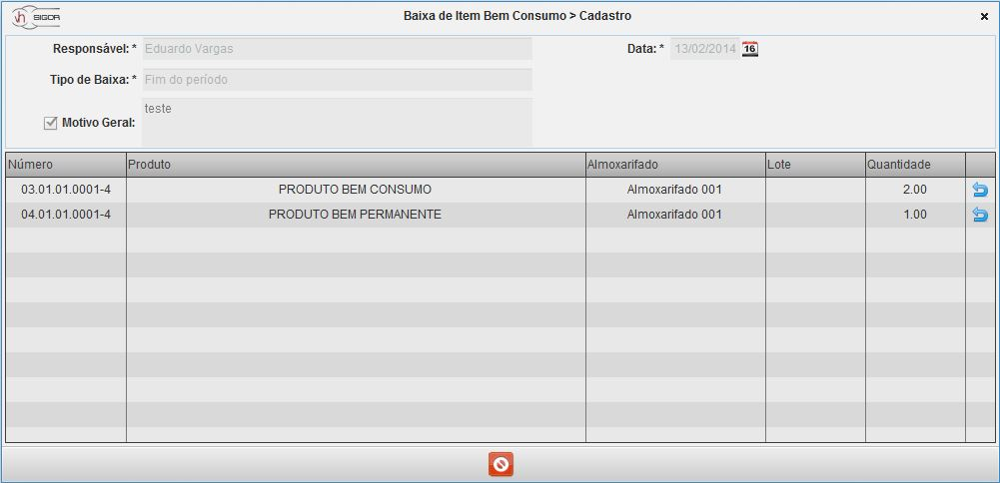 vh SIGOR
Baixa de Item Bem Consumo > Cadastro
Responsável: * Eduardo Vargas Data: * 13/02/2014 16
Tipo de Baixa: * Fim do período
Motivo Geral: teste
Número Produto Almoxarifado Lote Quantidade
03.01.01.0001-4 PRODUTO BEM CONSUMO Almoxarifado 001 2.00
04.01.01.0001-4 PRODUTO BEM PERMANENTE Almoxarifado 001 1.00